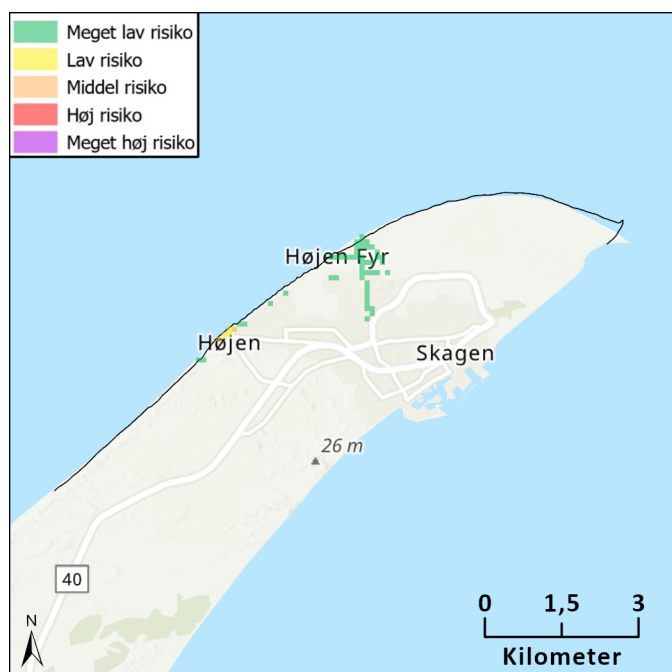 Meget lav risiko
Lav risiko
Middel risiko
Høj risiko
Meget høj risiko
Højen Fyr
Højen
Skagen
26 m
40
N
0 1,5 3
Kilometer